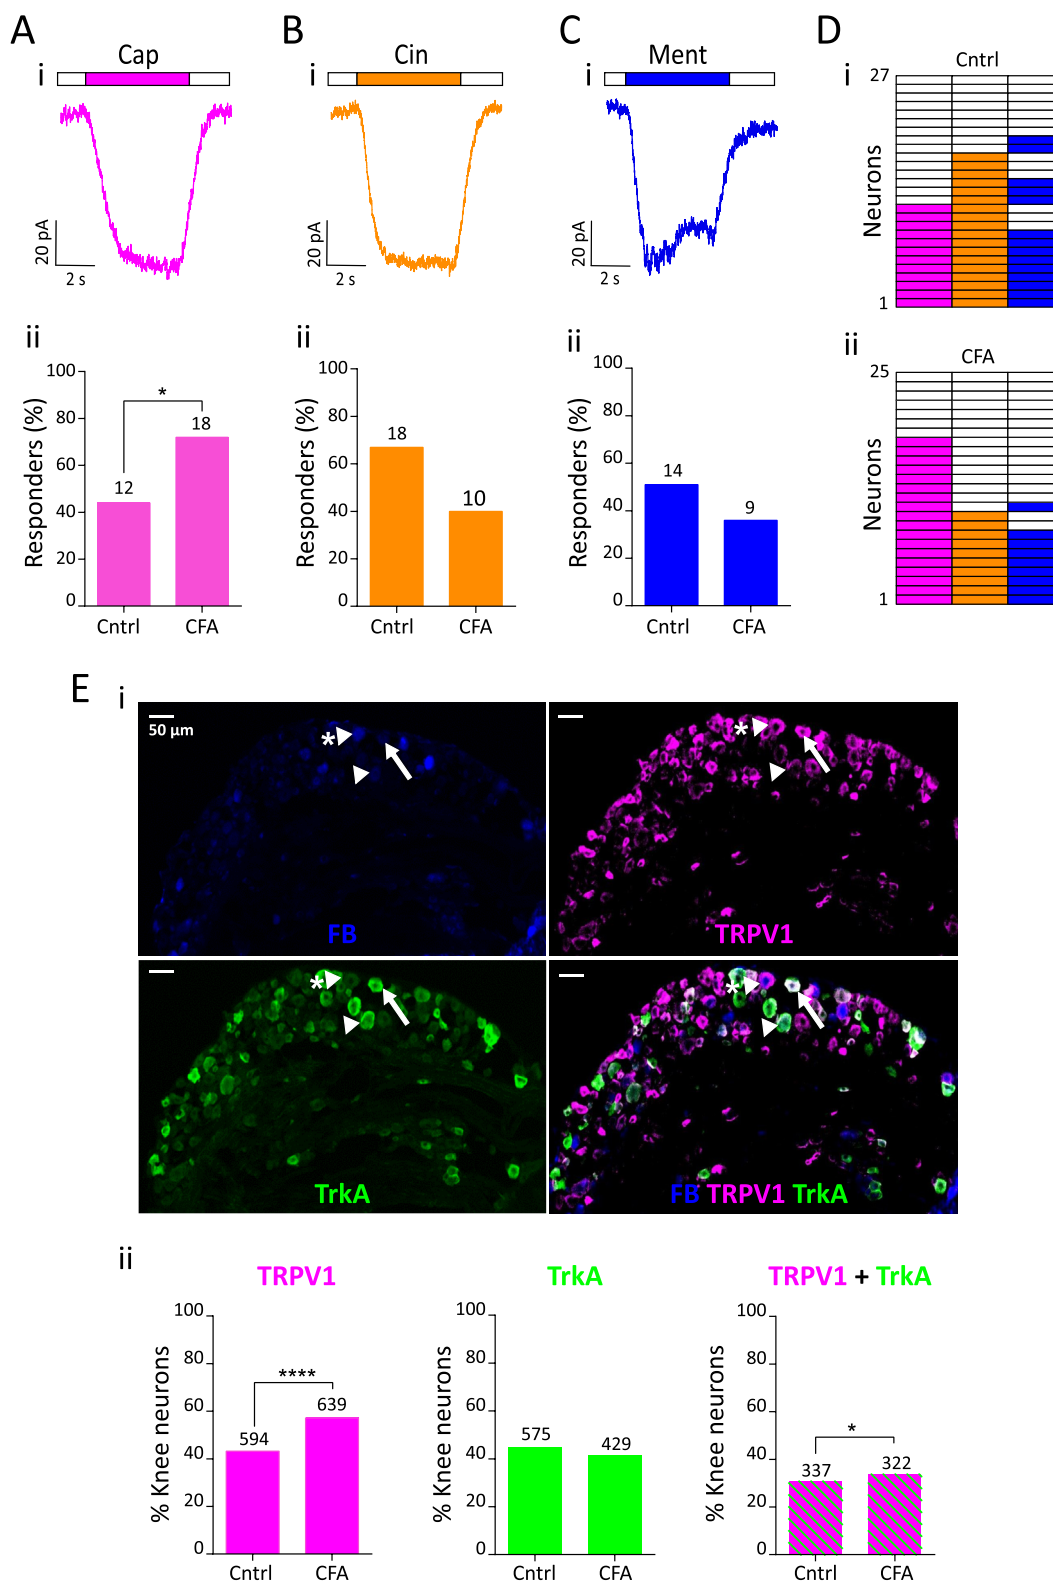 A B C D
Cap Cin Ment Cntrl
i i i i
27
Neurons
1
20 pA
2 s
20 pA
2 s
20 pA
2 s
ii ii ii ii
CFA
25
Neurons
1
Responders (%)
100
80
60
40
20
0
*
12
18
Cntrl CFA
Responders (%)
100
80
60
40
20
0
18
10
Cntrl CFA
Responders (%)
100
80
60
40
20
0
14
9
Cntrl CFA
E i
50 µm
* *
FB TRPV1
* *
TrkA FB TRPV1 TrkA
ii
TRPV1 TrkA TRPV1 + TrkA
% Knee neurons
100
80
60
40
20
0
****
594
639
Cntrl CFA
% Knee neurons
100
80
60
40
20
0
575
429
Cntrl CFA
% Knee neurons
100
80
60
40
20
0
*
337
322
Cntrl CFA